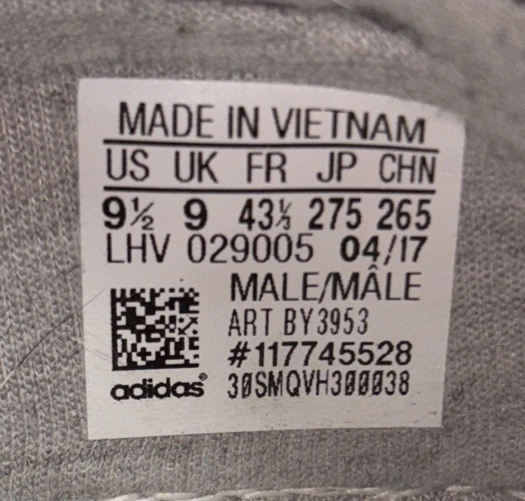 MADE IN VIETNAM
US UK FR JP CHN
9½ 9 43⅓ 275 265
LHV 029005 04/17
MALE/MÂLE
ART BY3953
#117745528
adidas® 30SMQVH300038